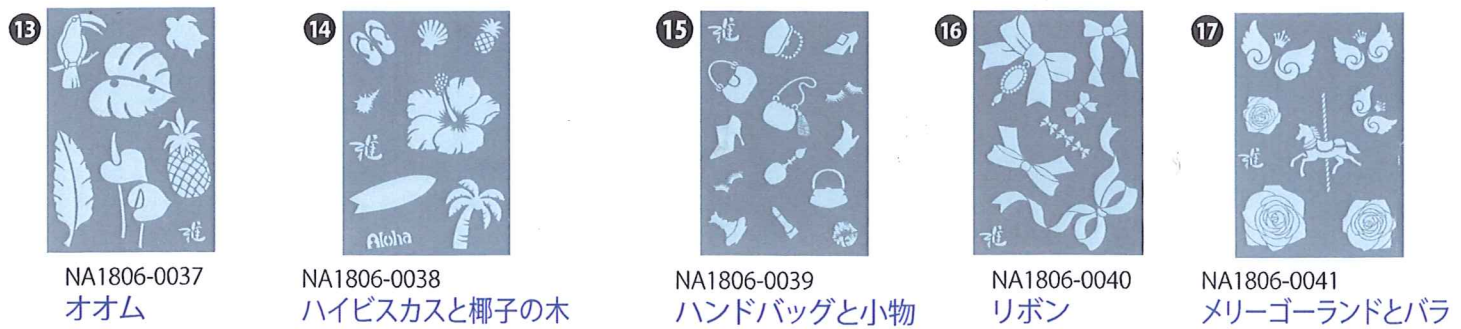 13
NA1806-0037
オオム
14
Aloha
NA1806-0038
ハイビスカスと椰子の木
15
NA1806-0039
ハンドバッグと小物
16
NA1806-0040
リボン
17
NA1806-0041
メリーゴーランドとバラ